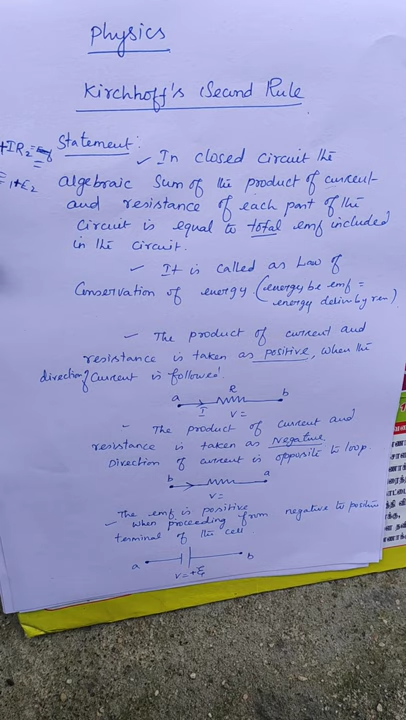 Physics
Kirchhoff's Second Rule
Statement:
✓ In closed circuit the
algebraic sum of the product of current
and resistance of each part of the
circuit is equal to total emf included
in the circuit.
✓ It is called as Law of
Conservation of energy (energy by emf =
energy deliv by ren)
– The product of current and
resistance is taken as positive, when the
direction of current is followed.
R
a b
I
V=
– The product of current and
resistance is taken as Negative
Direction of current is opposite to loop.
b a
V=
The emf is positive
✓ when proceeding from negative to positive
terminal of the cell
a b
V=+E